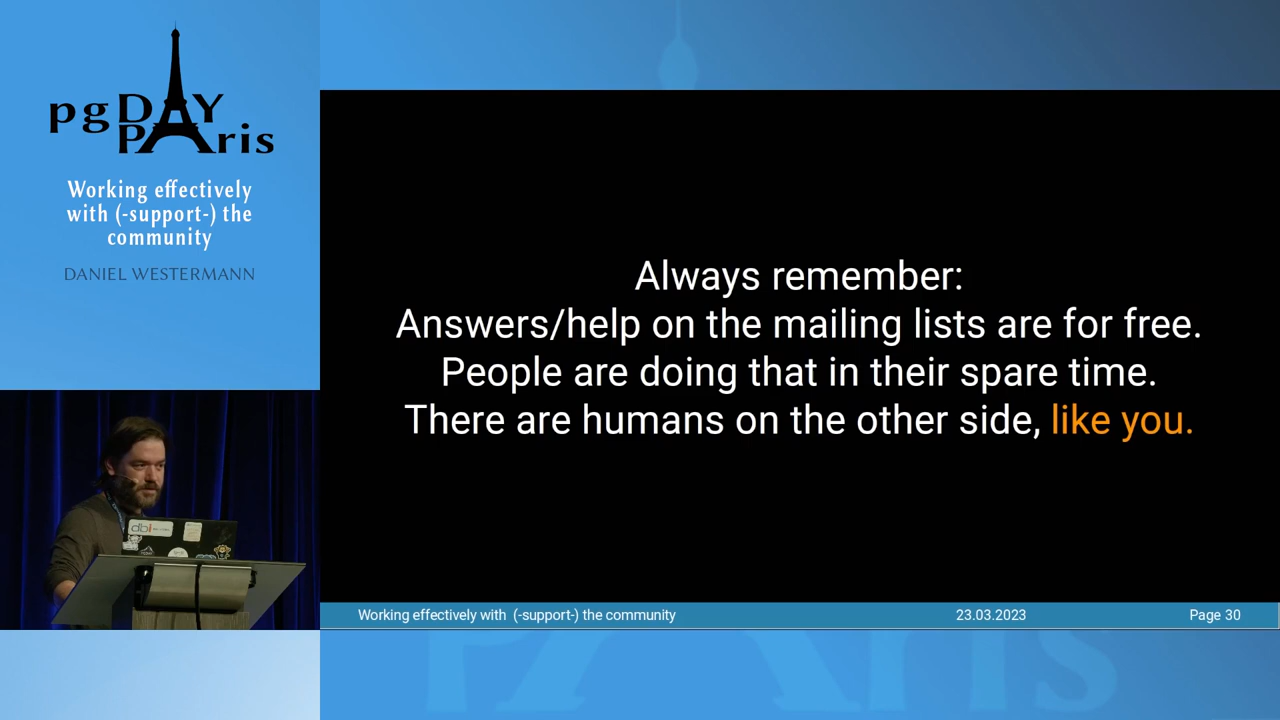 pgDAY
PAris
Working effectively
with (-support-) the
community
DANIEL WESTERMANN
Always remember:
Answers/help on the mailing lists are for free.
People are doing that in their spare time.
There are humans on the other side, like you.
dbi
Working effectively with (-support-) the community
23.03.2023
Page 30